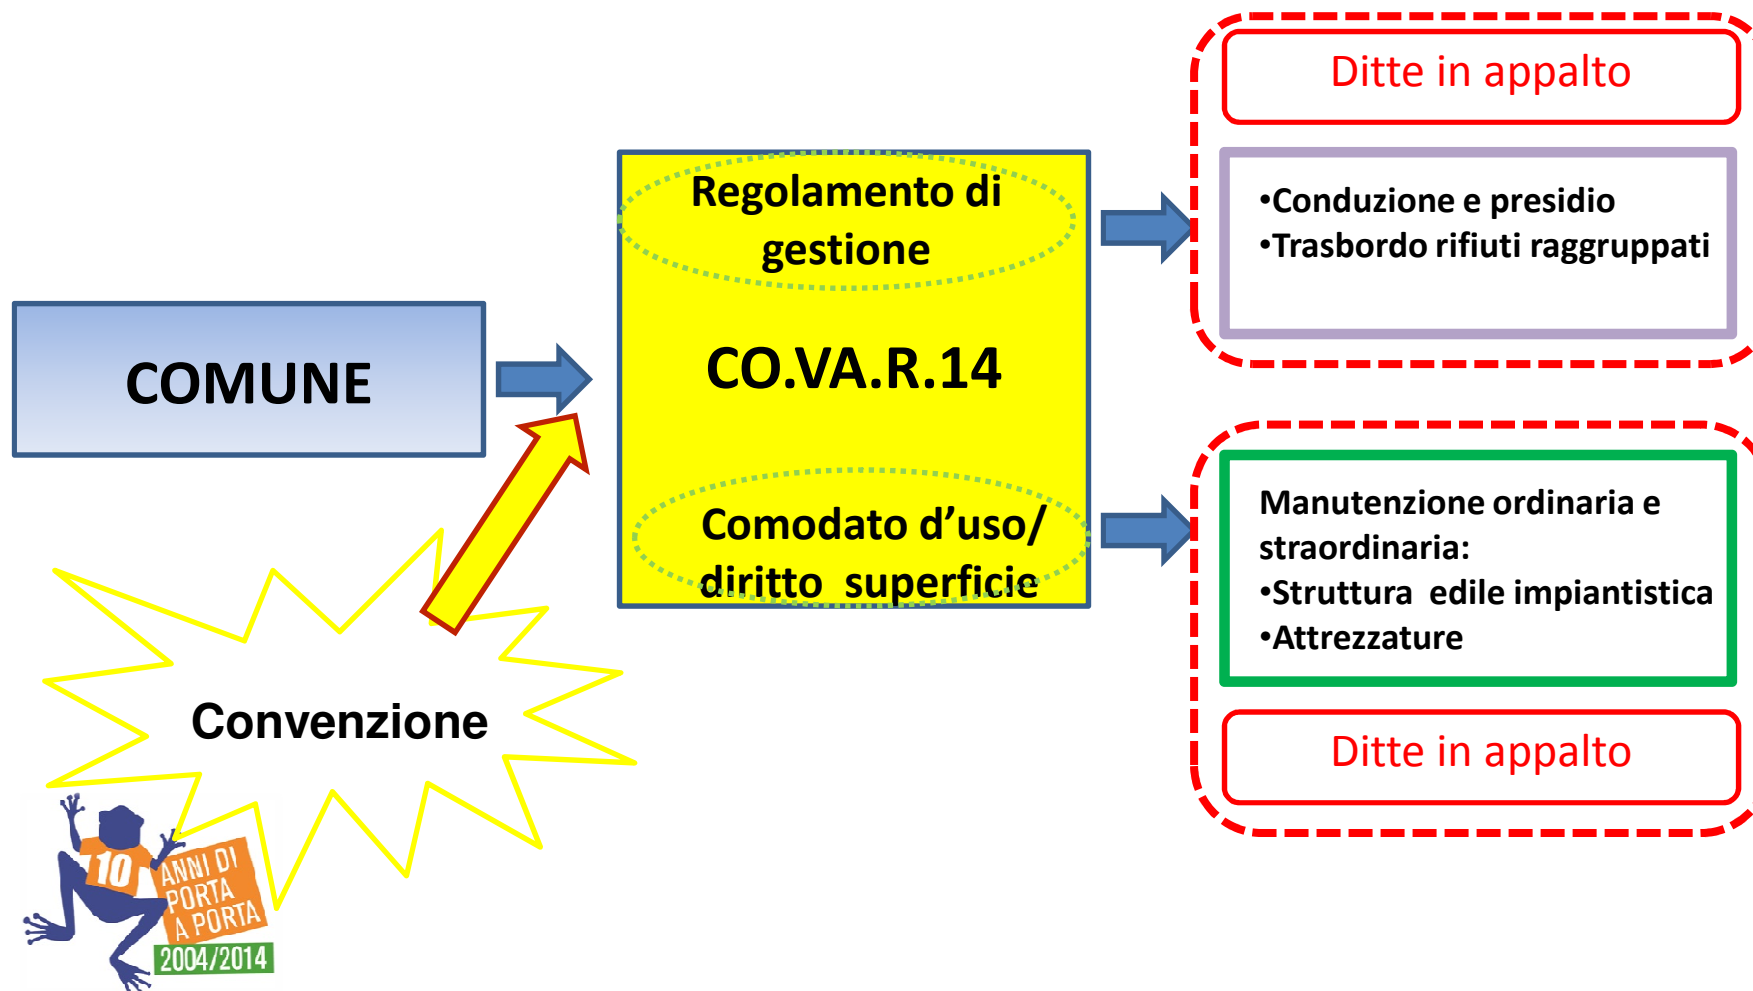 COMUNE
Convenzione
Regolamento di
gestione
CO.VA.R.14
Comodato d’uso/
diritto superficie
Ditte in appalto
•Conduzione e presidio
•Trasbordo rifiuti raggruppati
Manutenzione ordinaria e
straordinaria:
•Struttura edile impiantistica
•Attrezzature
Ditte in appalto
10
ANNI DI
PORTA
A PORTA
2004/2014